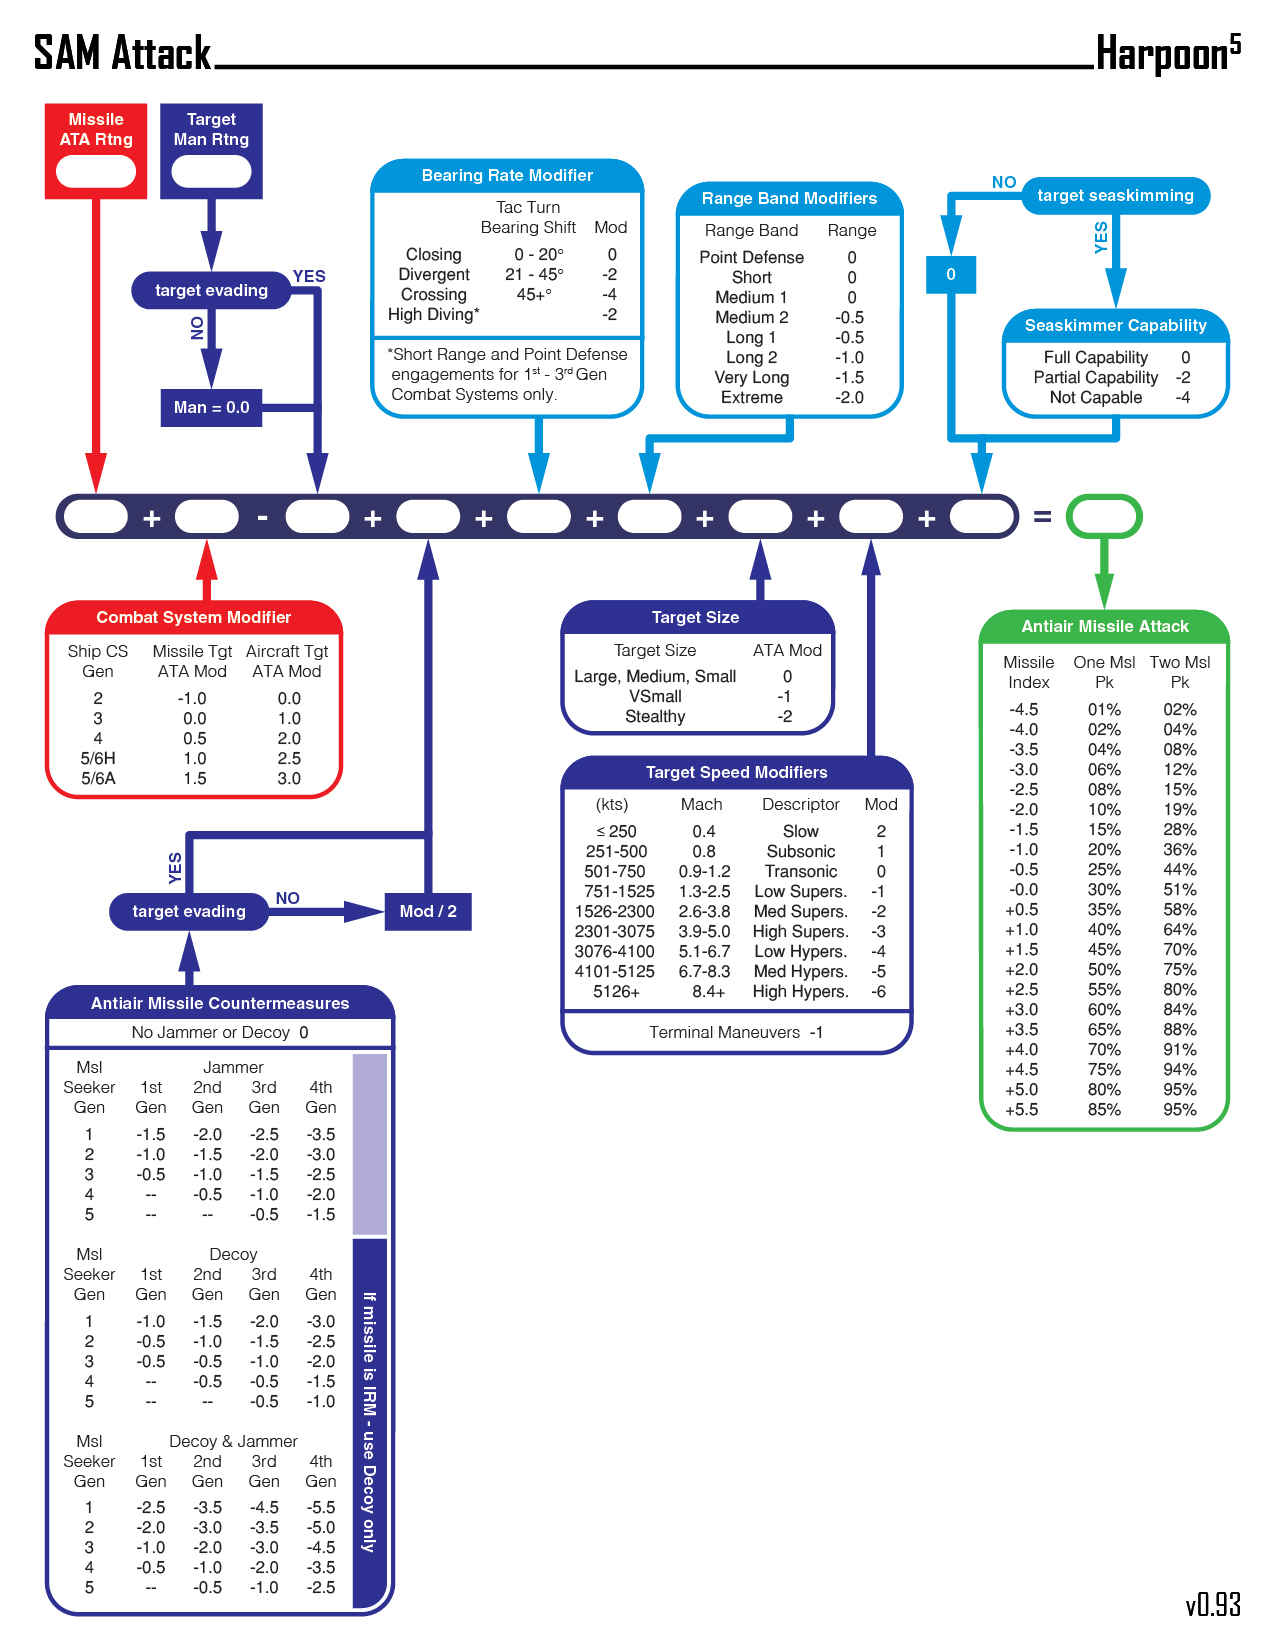 SAM Attack
Harpoon⁵
Missile
ATA Rtng
Target
Man Rtng
target evading
YES
NO
Man = 0.0
Bearing Rate Modifier
Tac Turn
Bearing Shift Mod
Closing 0 - 20° 0
Divergent 21 - 45° -2
Crossing 45+° -4
High Diving* -2
*Short Range and Point Defense
engagements for 1st - 3rd Gen
Combat Systems only.
Range Band Modifiers
Range Band Range
Point Defense 0
Short 0
Medium 1 0
Medium 2 -0.5
Long 1 -0.5
Long 2 -1.0
Very Long -1.5
Extreme -2.0
target seaskimming
NO
YES
0
Seaskimmer Capability
Full Capability 0
Partial Capability -2
Not Capable -4
+ - + + + + + + =
Combat System Modifier
Ship CS Missile Tgt Aircraft Tgt
Gen ATA Mod ATA Mod
2 -1.0 0.0
3 0.0 1.0
4 0.5 2.0
5/6H 1.0 2.5
5/6A 1.5 3.0
YES
target evading
NO
Mod / 2
Antiair Missile Countermeasures
No Jammer or Decoy 0
Msl Jammer
Seeker 1st 2nd 3rd 4th
Gen Gen Gen Gen Gen
1 -1.5 -2.0 -2.5 -3.5
2 -1.0 -1.5 -2.0 -3.0
3 -0.5 -1.0 -1.5 -2.5
4 -- -0.5 -1.0 -2.0
5 -- -- -0.5 -1.5
Msl Decoy
Seeker 1st 2nd 3rd 4th
Gen Gen Gen Gen Gen
1 -1.0 -1.5 -2.0 -3.0
2 -0.5 -1.0 -1.5 -2.5
3 -0.5 -0.5 -1.0 -2.0
4 -- -0.5 -0.5 -1.5
5 -- -- -0.5 -1.0
Msl Decoy & Jammer
Seeker 1st 2nd 3rd 4th
Gen Gen Gen Gen Gen
1 -2.5 -3.5 -4.5 -5.5
2 -2.0 -3.0 -3.5 -5.0
3 -1.0 -2.0 -3.0 -4.5
4 -0.5 -1.0 -2.0 -3.5
5 -- -0.5 -1.0 -2.5
If missile is IRM - use Decoy only
Target Size
Target Size ATA Mod
Large, Medium, Small 0
VSmall -1
Stealthy -2
Target Speed Modifiers
(kts) Mach Descriptor Mod
≤ 250 0.4 Slow 2
251-500 0.8 Subsonic 1
501-750 0.9-1.2 Transonic 0
751-1525 1.3-2.5 Low Supers. -1
1526-2300 2.6-3.8 Med Supers. -2
2301-3075 3.9-5.0 High Supers. -3
3076-4100 5.1-6.7 Low Hypers. -4
4101-5125 6.7-8.3 Med Hypers. -5
5126+ 8.4+ High Hypers. -6
Terminal Maneuvers -1
Antiair Missile Attack
Missile One Msl Two Msl
Index Pk Pk
-4.5 01% 02%
-4.0 02% 04%
-3.5 04% 08%
-3.0 06% 12%
-2.5 08% 15%
-2.0 10% 19%
-1.5 15% 28%
-1.0 20% 36%
-0.5 25% 44%
-0.0 30% 51%
+0.5 35% 58%
+1.0 40% 64%
+1.5 45% 70%
+2.0 50% 75%
+2.5 55% 80%
+3.0 60% 84%
+3.5 65% 88%
+4.0 70% 91%
+4.5 75% 94%
+5.0 80% 95%
+5.5 85% 95%
v0.93